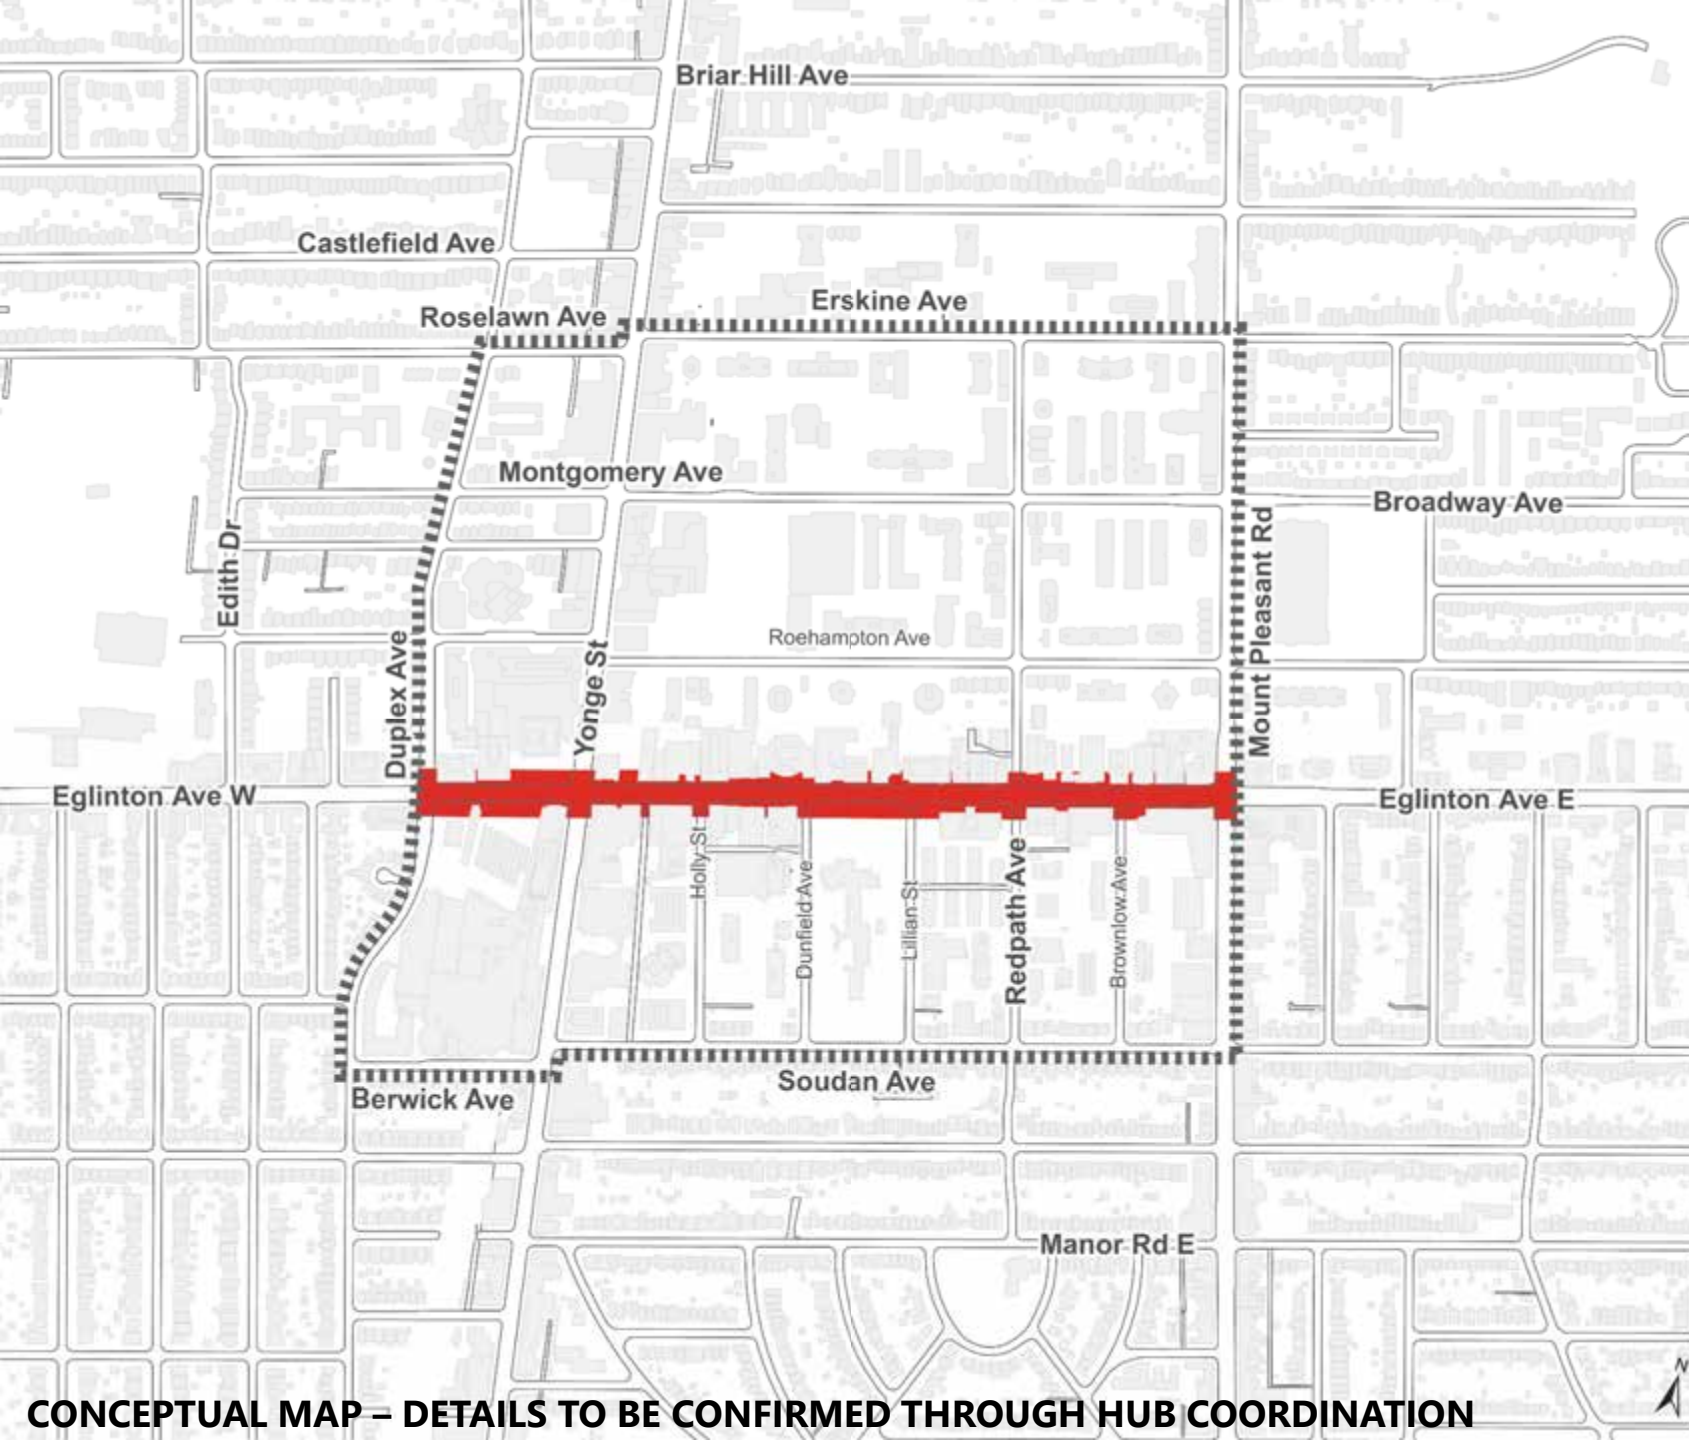 Briar Hill Ave
Castlefield Ave
Erskine Ave
Roselawn Ave
Montgomery Ave
Broadway Ave
Edith Dr
Mount Pleasant Rd
Roehampton Ave
Duplex Ave
Yonge St
Eglinton Ave W
Eglinton Ave E
Holly St
Dunfield Ave
Lillian St
Redpath Ave
Brownlow Ave
Soudan Ave
Berwick Ave
Manor Rd E
N
CONCEPTUAL MAP – DETAILS TO BE CONFIRMED THROUGH HUB COORDINATION